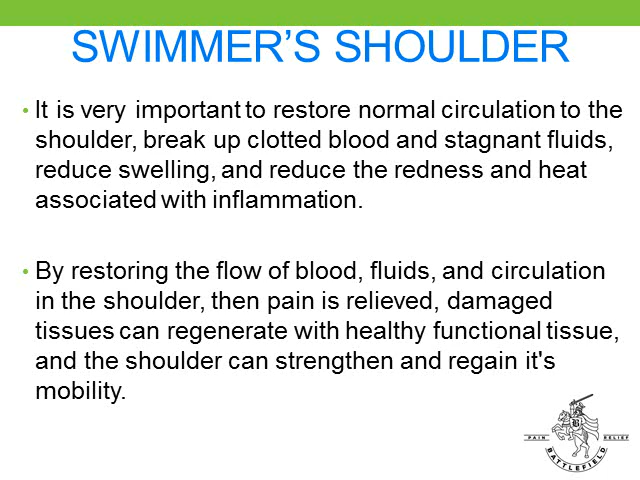 SWIMMER’S SHOULDER
• It is very important to restore normal circulation to the
shoulder, break up clotted blood and stagnant fluids,
reduce swelling, and reduce the redness and heat
associated with inflammation.
• By restoring the flow of blood, fluids, and circulation
in the shoulder, then pain is relieved, damaged
tissues can regenerate with healthy functional tissue,
and the shoulder can strengthen and regain it's
mobility.
B
PAIN RELIEF
BATTLEFIELD